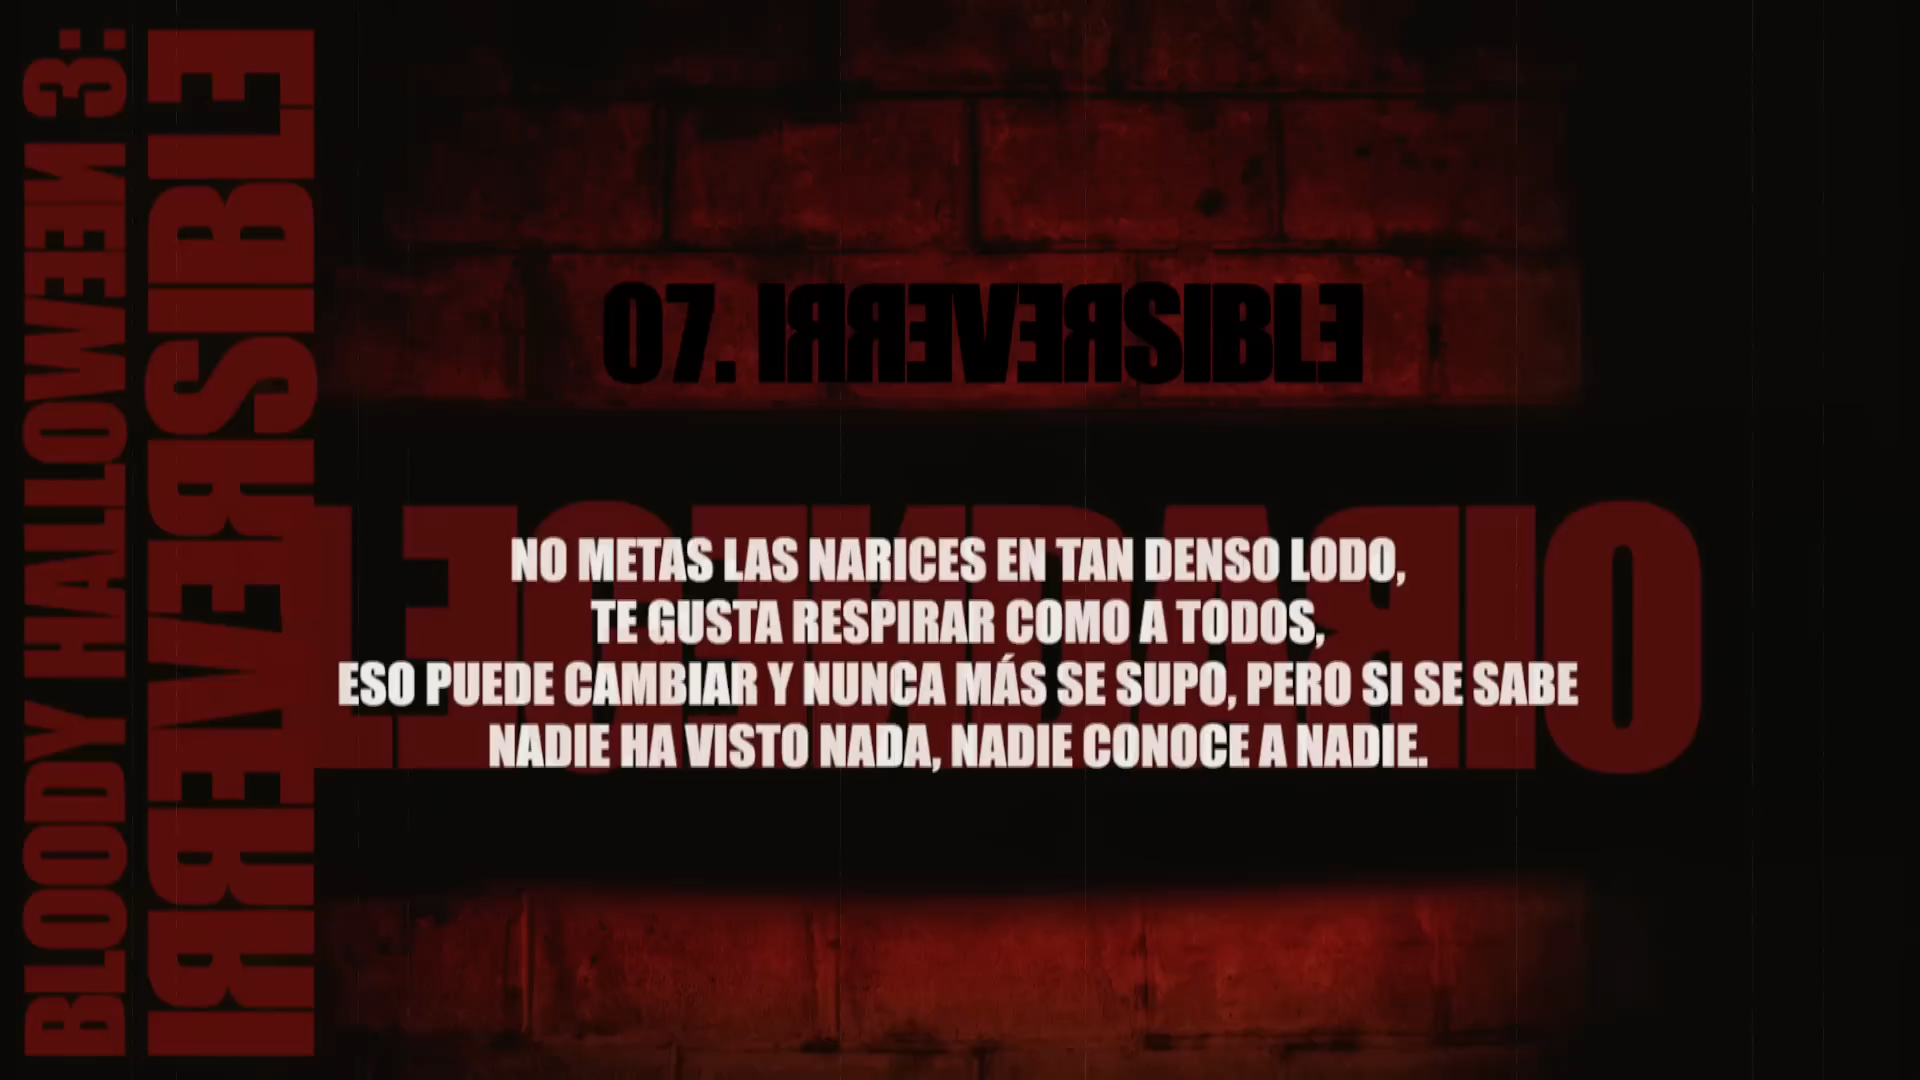 BLOODY HALLOWEEN 3:
IRREVERSIBLE
07. IRREVERSIBLE
LEGENDARIO
NO METAS LAS NARICES EN TAN DENSO LODO,
TE GUSTA RESPIRAR COMO A TODOS,
ESO PUEDE CAMBIAR Y NUNCA MÁS SE SUPO, PERO SI SE SABE
NADIE HA VISTO NADA, NADIE CONOCE A NADIE.